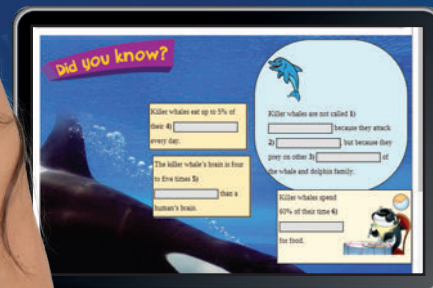 Did you know?
Killer whales eat up to 5% of
their 4)
every day.
The killer whale's brain is four
to five times 5)
than a
human's brain.
Killer whales are not called 1)
because they attack
2) , but because they
prey on other 3) of
the whale and dolphin family.
Killer whales spend
60% of their time 6)
for food.